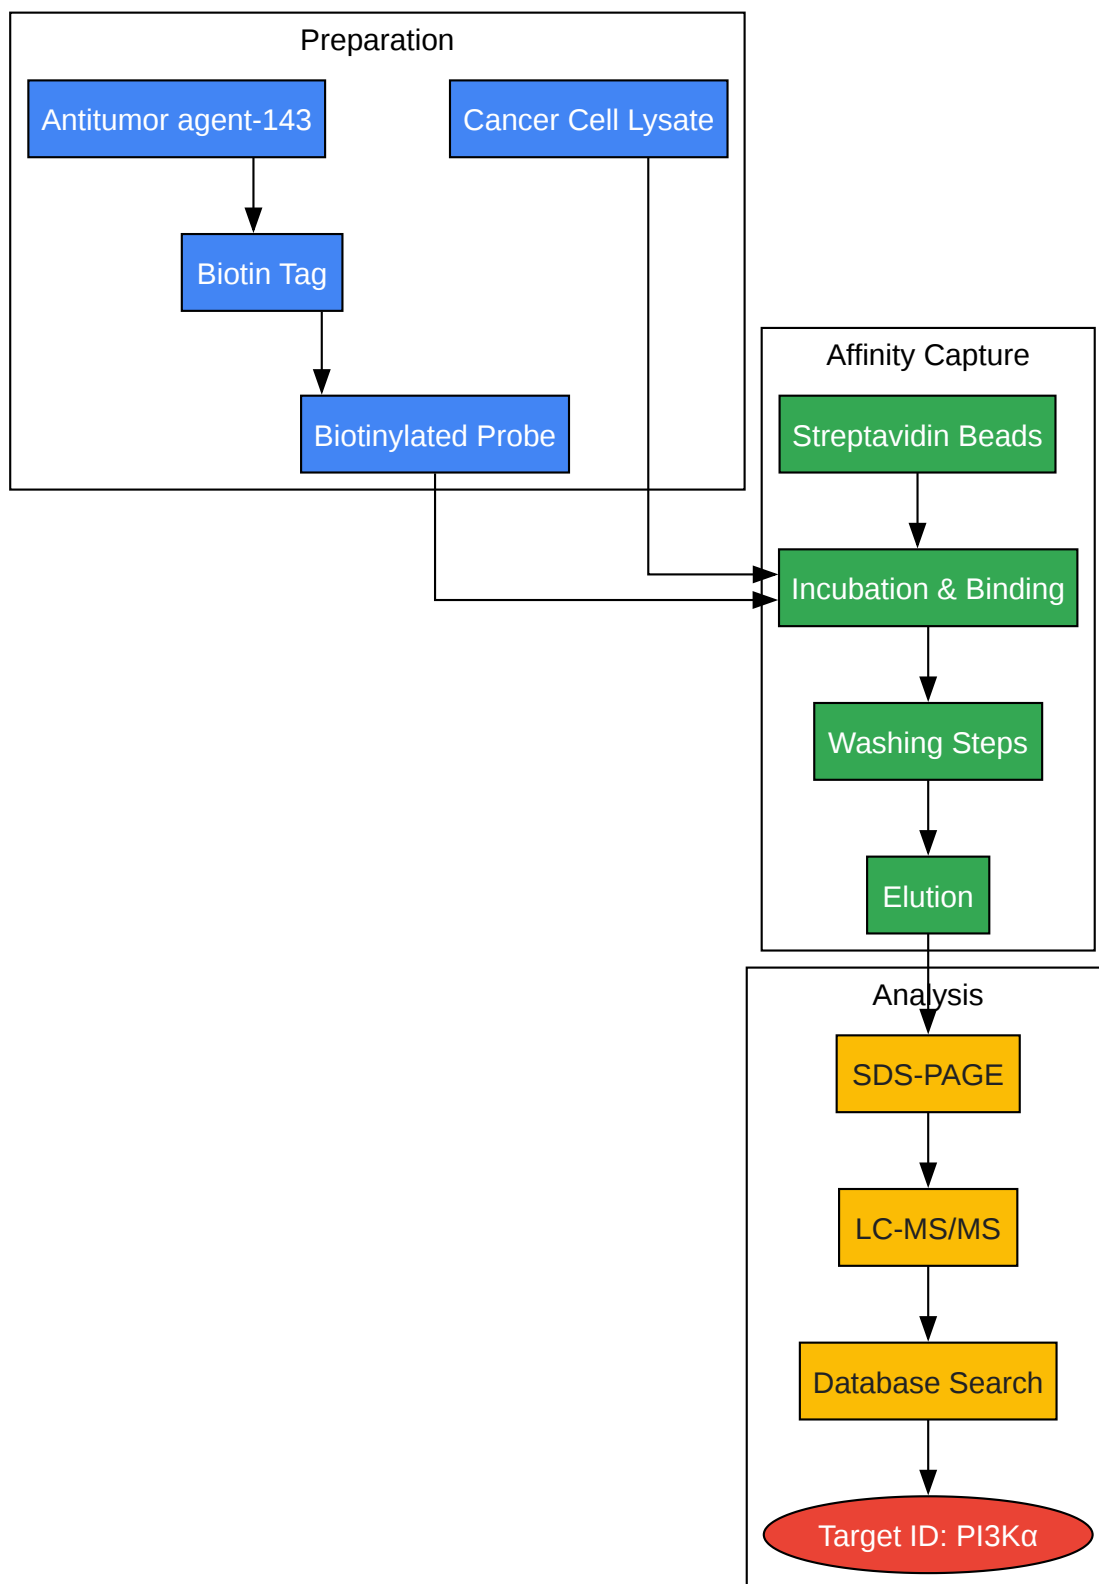 Preparation
Antitumor agent-143
Cancer Cell Lysate
Biotin Tag
Biotinylated Probe
Affinity Capture
Streptavidin Beads
Incubation & Binding
Washing Steps
Elution
Analysis
SDS-PAGE
LC-MS/MS
Database Search
Target ID: PI3Kα